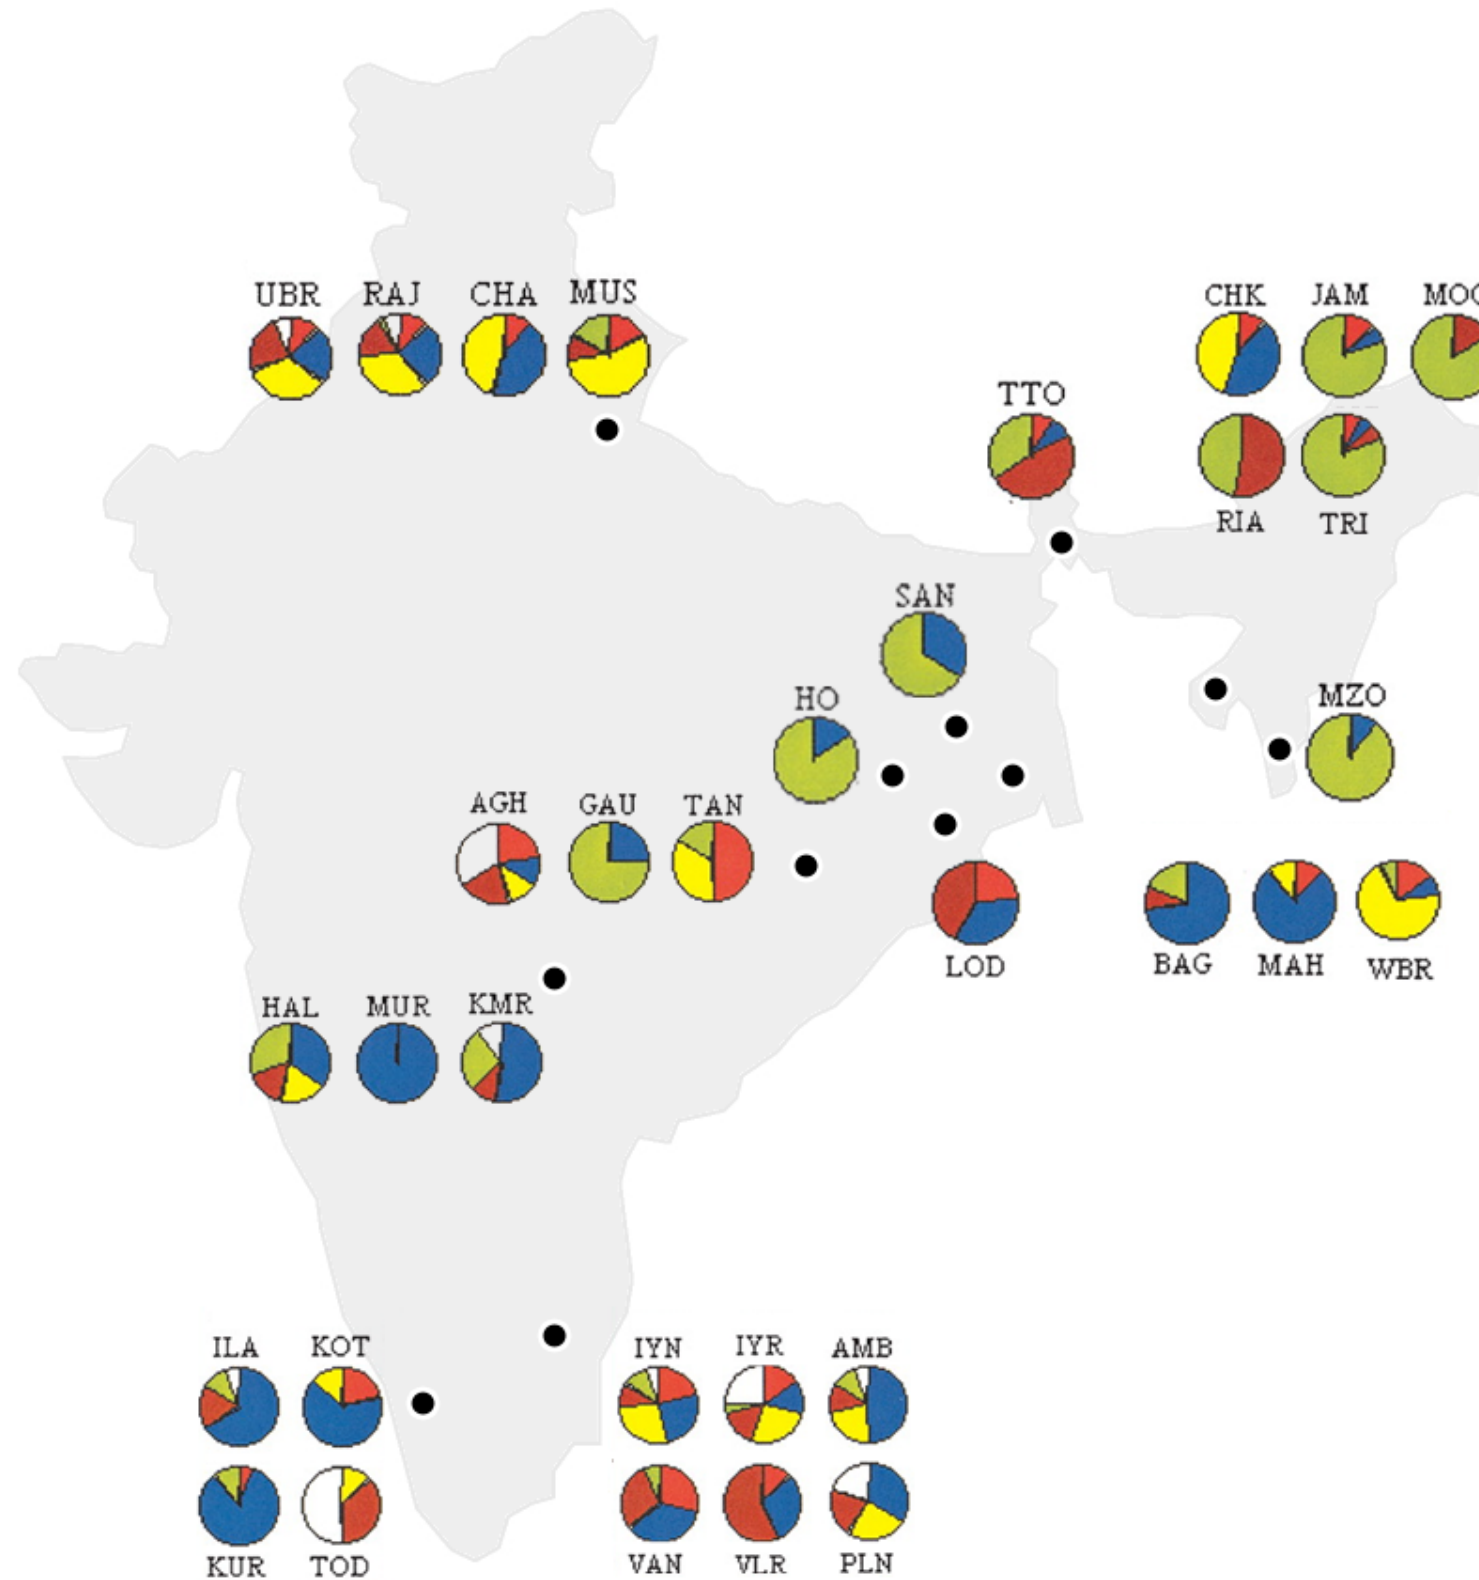 UBR RAJ CHA MUS
CHK JAM MOO
TTO
RIA TRI
SAN
HO
MZO
AGH GAU TAN
LOD
BAG MAH WBR
HAL MUR KMR
ILA KOT
IYN IYR AMB
KUR TOD
VAN VLR PLN